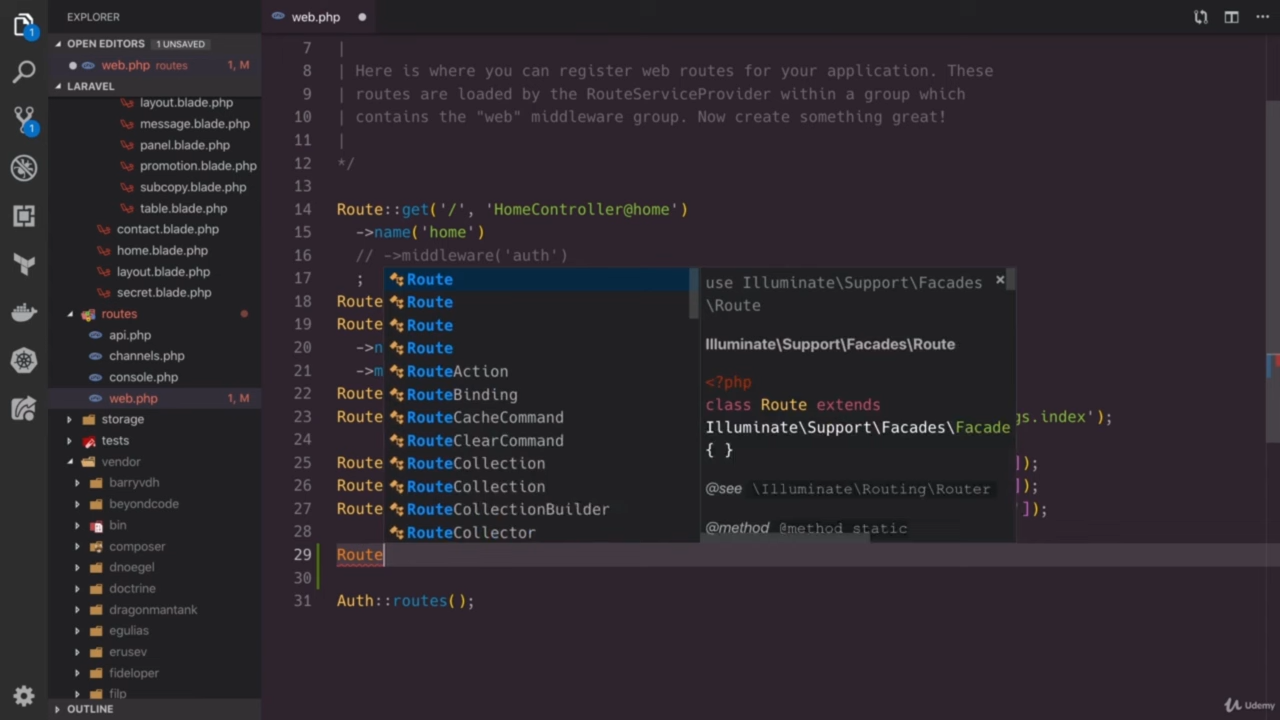 EXPLORER
web.php
OPEN EDITORS 1 UNSAVED
web.php routes 1, M
LARAVEL
layout.blade.php
message.blade.php
panel.blade.php
promotion.blade.php
subcopy.blade.php
table.blade.php
contact.blade.php
home.blade.php
layout.blade.php
secret.blade.php
routes
api.php
channels.php
console.php
web.php 1, M
storage
tests
vendor
barryvdh
beyondcode
bin
composer
dnoegel
doctrine
dragonmantank
egulias
erusev
fideloper
filp
OUTLINE
1
1
7 |
8 | Here is where you can register web routes for your application. These
9 | routes are loaded by the RouteServiceProvider within a group which
10 | contains the "web" middleware group. Now create something great!
11 |
12 */
13
14 Route::get('/', 'HomeController@home')
15 ->name('home')
16 // ->middleware('auth')
17 ;
18 Route
19 Route
20 ->n
21 ->m
22 Route
23 Route gs.index');
24
25 Route ]);
26 Route ]);
27 Route ']);
28
29 Route
30
31 Auth::routes();
Route
Route
Route
Route
RouteAction
RouteBinding
RouteCacheCommand
RouteClearCommand
RouteCollection
RouteCollection
RouteCollectionBuilder
RouteCollector
use Illuminate\Support\Facades
\Route
Illuminate\Support\Facades\Route
<?php
class Route extends
Illuminate\Support\Facades\Facade
{ }
@see \Illuminate\Routing\Router
@method @method static
Udemy